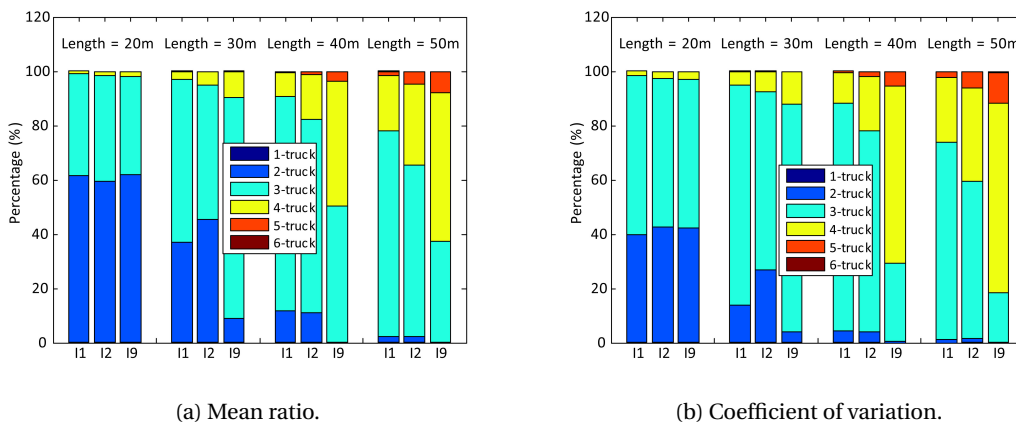 120
100
80
60
40
20
0
Percentage (%)
Length = 20m Length = 30m Length = 40m Length = 50m
1-truck
2-truck
3-truck
4-truck
5-truck
6-truck
I1 I2 I9 I1 I2 I9 I1 I2 I9 I1 I2 I9
(a) Mean ratio.
120
100
80
60
40
20
0
Percentage (%)
Length = 20m Length = 30m Length = 40m Length = 50m
1-truck
2-truck
3-truck
4-truck
5-truck
6-truck
I1 I2 I9 I1 I2 I9 I1 I2 I9 I1 I2 I9
(b) Coefficient of variation.